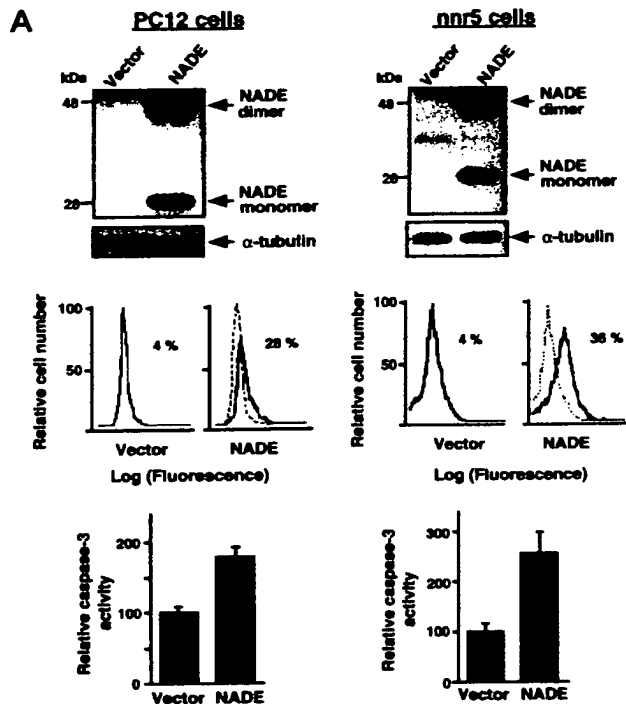 A
PC12 cells
kDa
Vector
NADE
48
NADE dimer
28
NADE monomer
α-tubulin
Relative cell number
100
50
4 %
28 %
Vector
NADE
Log (Fluorescence)
Relative caspase-3 activity
200
100
0
Vector
NADE
nnr5 cells
kDa
Vector
NADE
48
NADE dimer
28
NADE monomer
α-tubulin
Relative cell number
100
50
4 %
36 %
Vector
NADE
Log (Fluorescence)
Relative caspase-3 activity
300
200
100
0
Vector
NADE